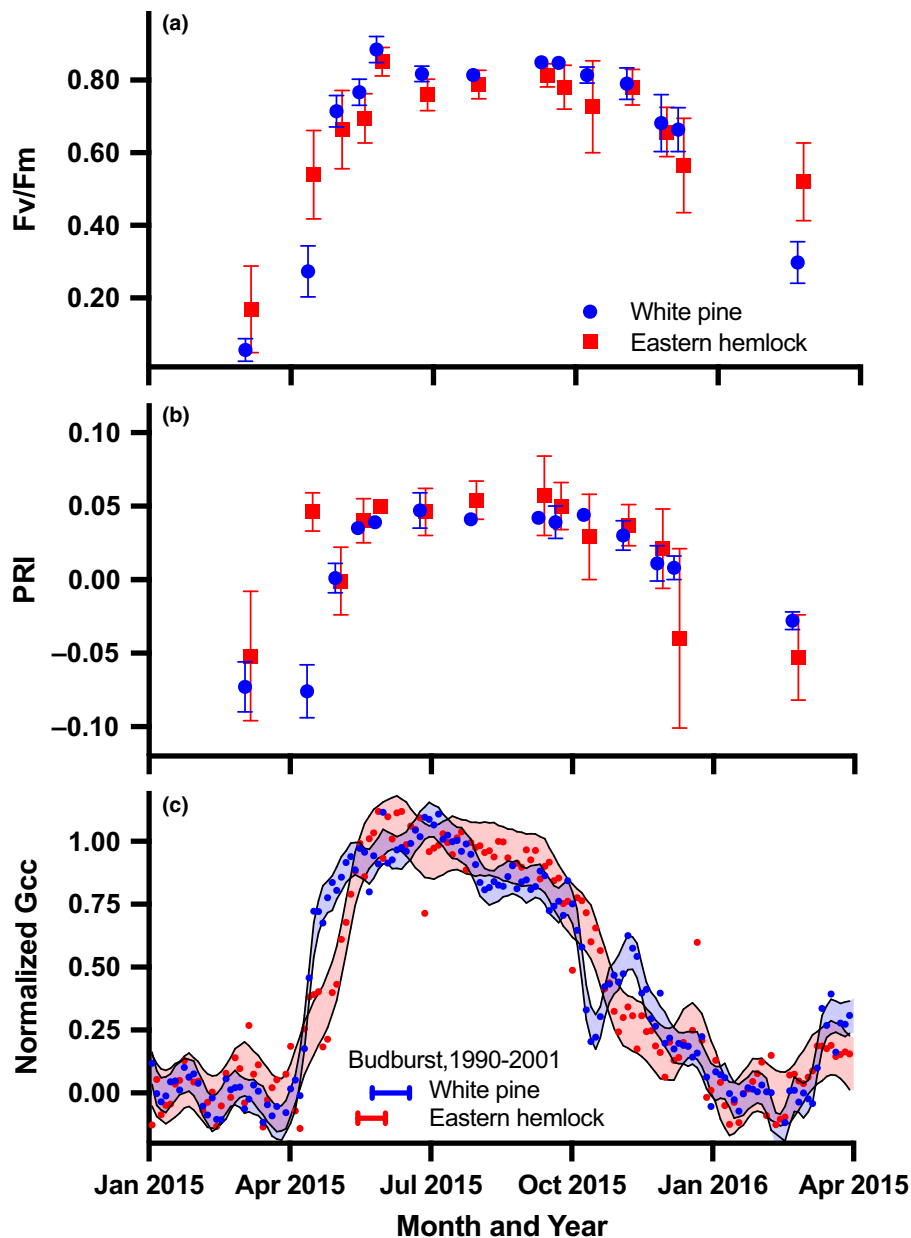 (a)
0.80
0.60
0.40
0.20
Fv/Fm
White pine
Eastern hemlock
(b)
0.10
0.05
0.00
−0.05
−0.10
PRI
(c)
1.00
0.75
0.50
0.25
0.00
Normalized Gcc
Budburst,1990-2001
White pine
Eastern hemlock
Jan 2015 Apr 2015 Jul 2015 Oct 2015 Jan 2016 Apr 2015
Month and Year